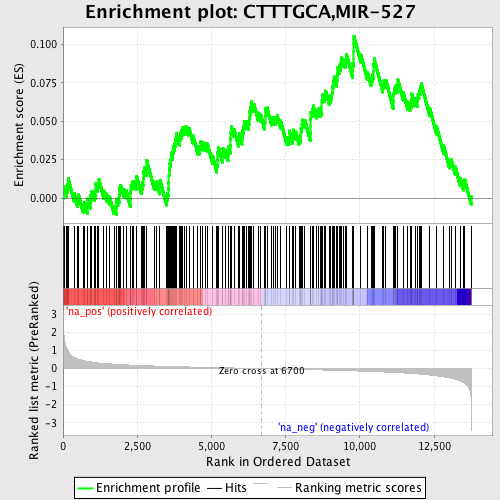 Enrichment plot: CTTTGCA,MIR-527
Enrichment score (ES)
0.100
0.075
0.050
0.025
0.000
'na_pos' (positively correlated)
Ranked list metric (PreRanked)
3
2
1
0
-1
-2
-3
Zero cross at 6700
'na_neg' (negatively correlated)
0
2,500
5,000
7,500
10,000
12,500
Rank in Ordered Dataset
Enrichment profile
Hits
Ranking metric scores